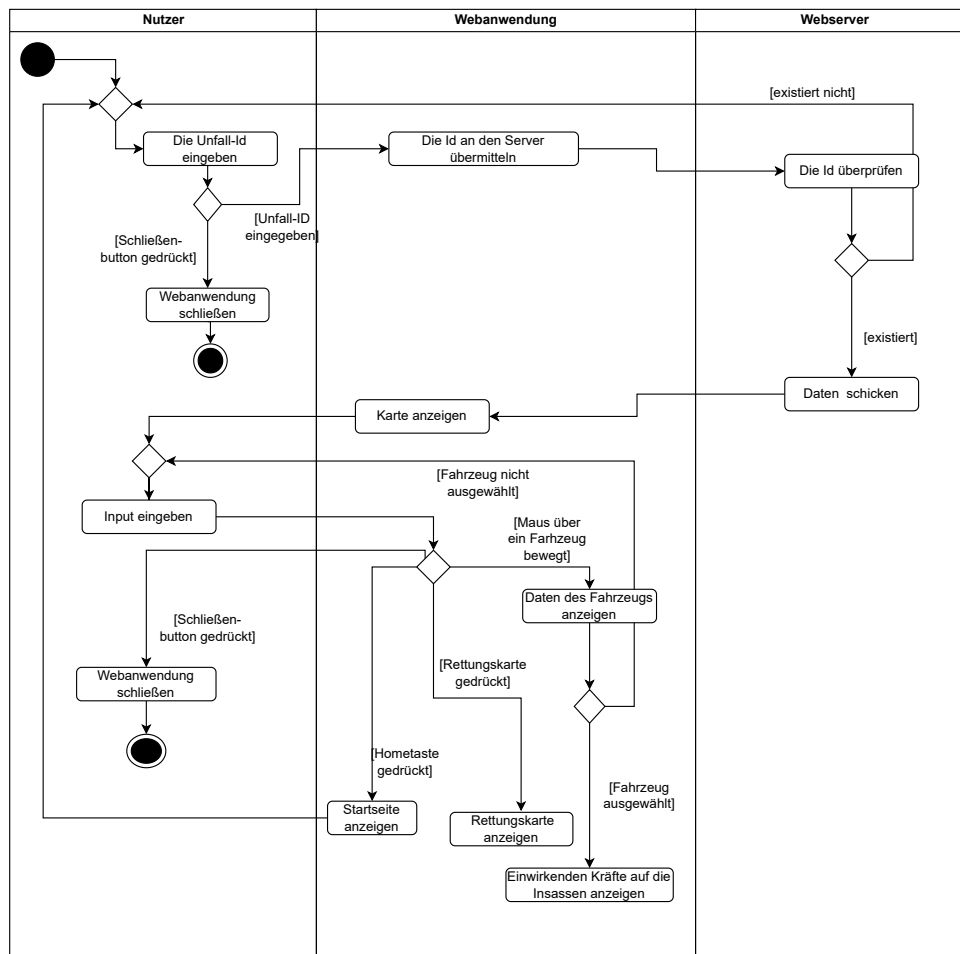 Nutzer
Webanwendung
Webserver
[existiert nicht]
Die Unfall-Id
eingeben
Die Id an den Server
übermitteln
Die Id überprüfen
[Unfall-ID
eingegeben]
[Schließen-
button gedrückt]
Webanwendung
schließen
[existiert]
Daten schicken
Karte anzeigen
[Fahrzeug nicht
ausgewählt]
Input eingeben
[Maus über
ein Farhzeug
bewegt]
Daten des Fahrzeugs
anzeigen
[Schließen-
button gedrückt]
[Rettungskarte
gedrückt]
Webanwendung
schließen
[Hometaste
gedrückt]
[Fahrzeug
ausgewählt]
Startseite
anzeigen
Rettungskarte
anzeigen
Einwirkenden Kräfte auf die
Insassen anzeigen